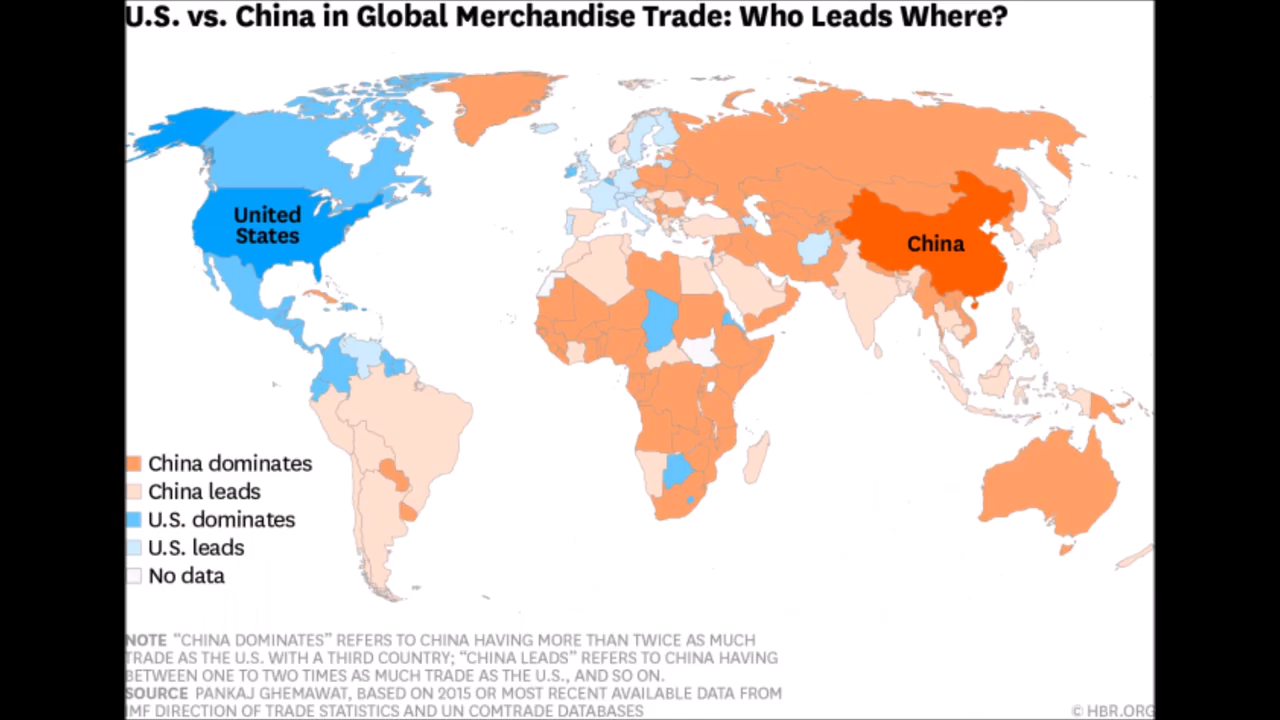 U.S. vs. China in Global Merchandise Trade: Who Leads Where?
United
States
China
China dominates
China leads
U.S. dominates
U.S. leads
No data
NOTE “CHINA DOMINATES” REFERS TO CHINA HAVING MORE THAN TWICE AS MUCH
TRADE AS THE U.S. WITH A THIRD COUNTRY; “CHINA LEADS” REFERS TO CHINA HAVING
BETWEEN ONE TO TWO TIMES AS MUCH TRADE AS THE U.S., AND SO ON.
SOURCE PANKAJ GHEMAWAT, BASED ON 2015 OR MOST RECENT AVAILABLE DATA FROM
IMF DIRECTION OF TRADE STATISTICS AND UN COMTRADE DATABASES
© HBR.ORG